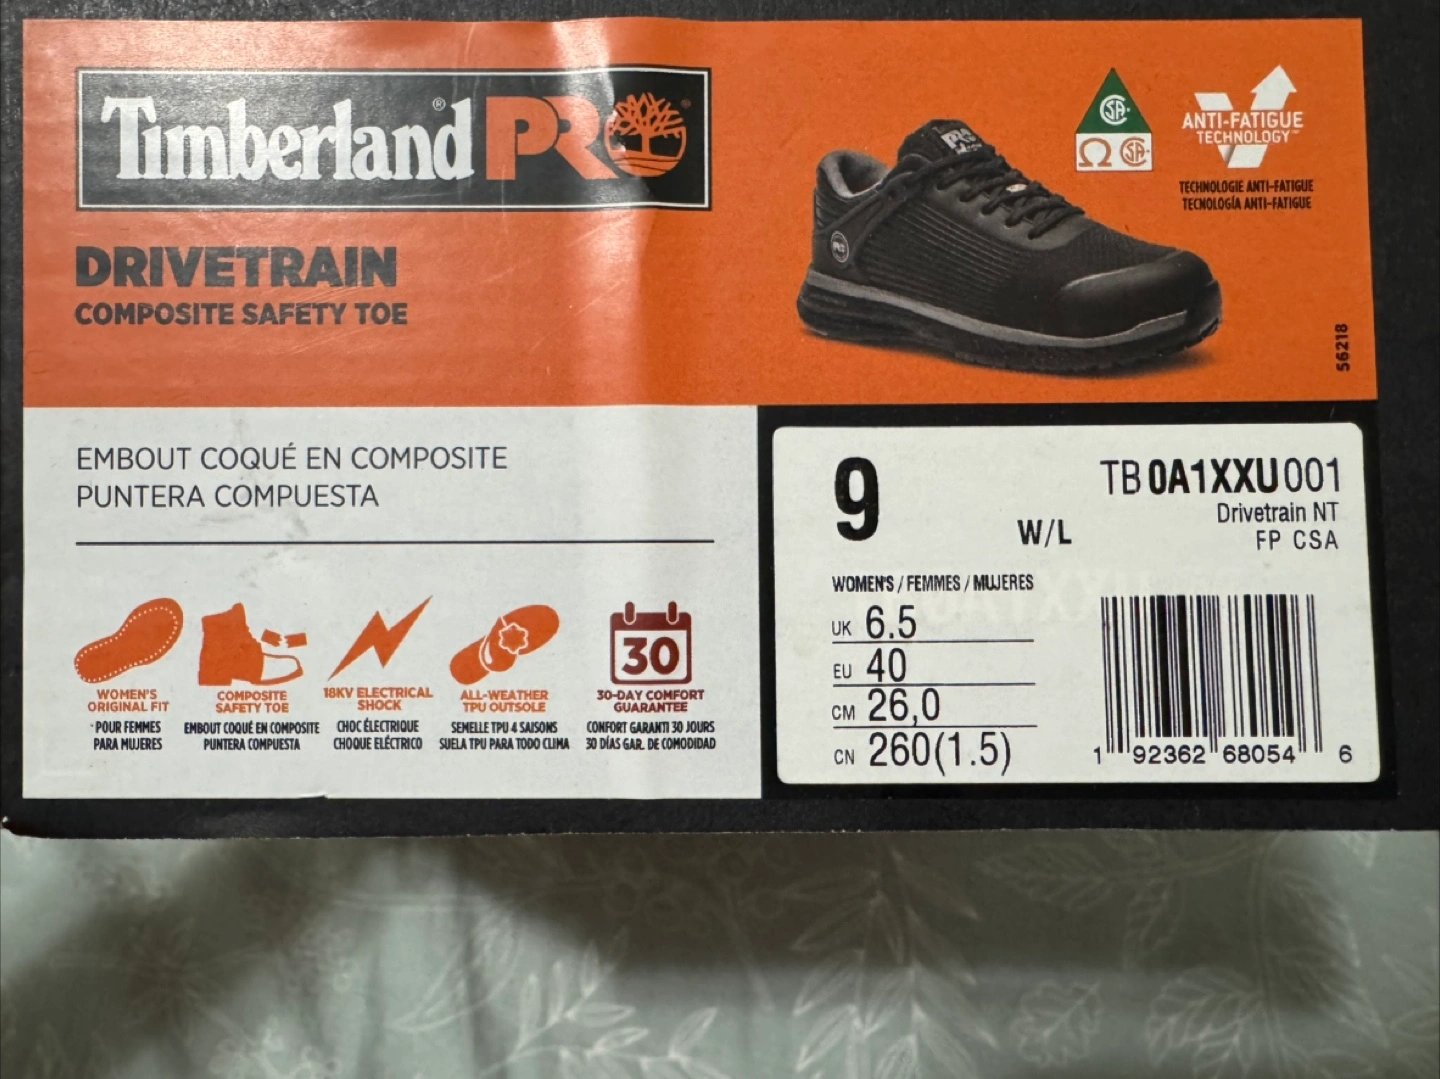 Timberland® PRO®
DRIVETRAIN
COMPOSITE SAFETY TOE
CSA
Ω CSA
ANTI-FATIGUE
TECHNOLOGY™
TECHNOLOGIE ANTI-FATIGUE
TECNOLOGÍA ANTI-FATIGUE
PRO
56218
EMBOUT COQUÉ EN COMPOSITE
PUNTERA COMPUESTA
WOMEN'S
ORIGINAL FIT
POUR FEMMES
PARA MUJERES
COMPOSITE
SAFETY TOE
EMBOUT COQUÉ EN COMPOSITE
PUNTERA COMPUESTA
18KV ELECTRICAL
SHOCK
CHOC ÉLECTRIQUE
CHOQUE ELÉCTRICO
ALL-WEATHER
TPU OUTSOLE
SEMELLE TPU 4 SAISONS
SUELA TPU PARA TODO CLIMA
30
30-DAY COMFORT
GUARANTEE
CONFORT GARANTI 30 JOURS
30 DÍAS GAR. DE COMODIDAD
9
W/L
TB 0A1XXU 001
Drivetrain NT
FP CSA
WOMEN'S / FEMMES / MUJERES
UK 6.5
EU 40
CM 26,0
CN 260(1.5)
1 92362 68054 6